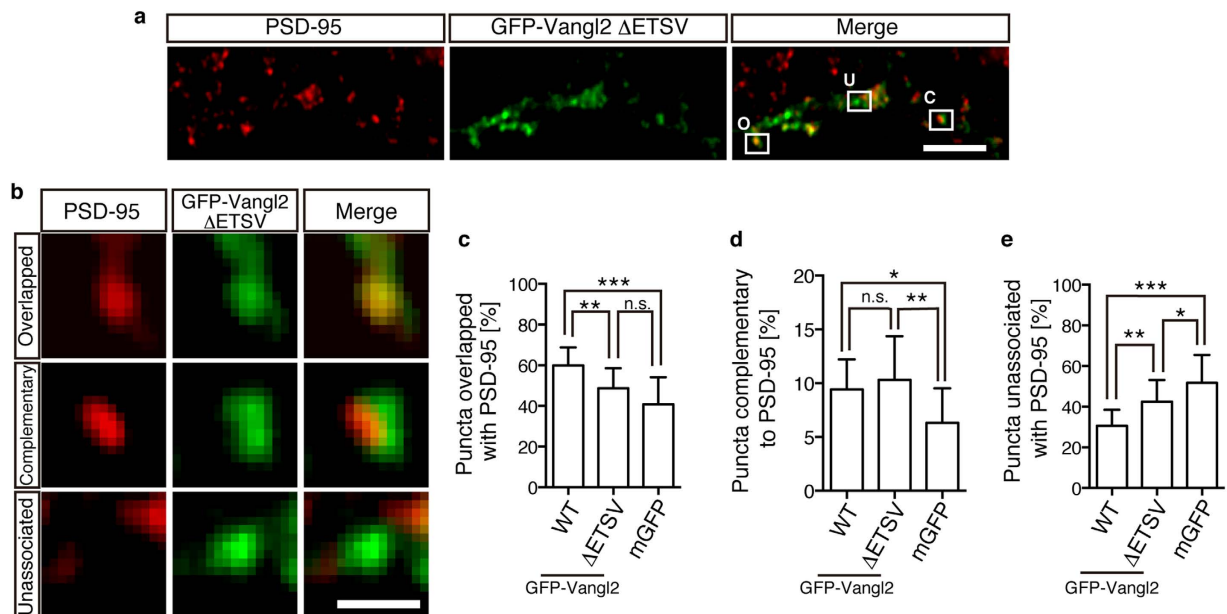 a
PSD-95
GFP-Vangl2 ΔETSV
Merge
U
C
O
b
PSD-95
GFP-Vangl2
ΔETSV
Merge
Overlapped
Complementary
Unassociated
c
Puncta overlapped
with PSD-95 [%]
100
80
60
40
20
0
***
**
n.s.
WT
ΔETSV
mGFP
GFP-Vangl2
d
Puncta complementary
to PSD-95 [%]
20
15
10
5
0
*
n.s.
**
WT
ΔETSV
mGFP
GFP-Vangl2
e
Puncta unassociated
with PSD-95 [%]
100
80
60
40
20
0
***
**
*
WT
ΔETSV
mGFP
GFP-Vangl2